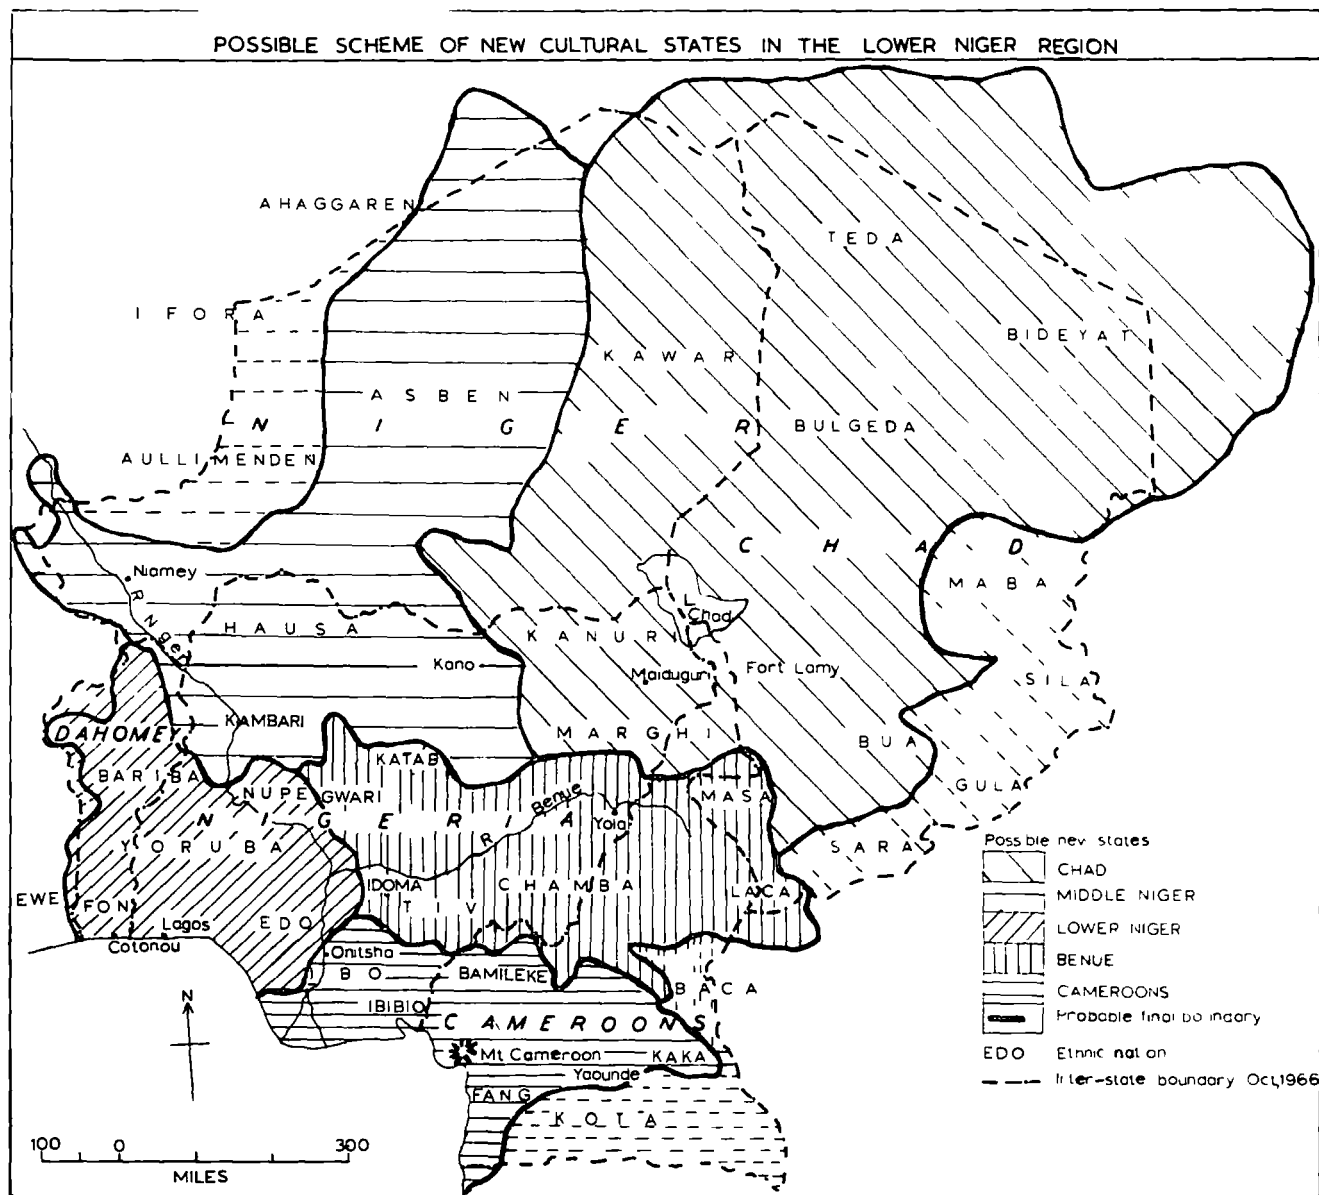 POSSIBLE SCHEME OF NEW CULTURAL STATES IN THE LOWER NIGER REGION
AHAGGAREN
TEDA
IFORA
BIDEYAT
KAWAR
ASBEN
NIGER
BULGEDA
AULLIMENDEN
CHAD
MABA
Niamey
R Niger
L Chad
HAUSA
KANURI
Kano
Maiduguri
Fort Lamy
SILA
KAMBARI
DAHOMEY
MARGHI
BUA
KATAB
BARIBA
NUPE
GWARI
MASA
GULA
NIGERIA
R Benue
Yola
YORUBA
SARA
IDOMA
TIV
CHAMBA
LACA
EWE
FON
Lagos
EDO
Cotonou
Onitsha
IBO
BAMILEKE
BACA
IBIBIO
CAMEROONS
Mt Cameroon
KAKA
Yaounde
FANG
KOTA
N
100 0 300
MILES
Possible new states
CHAD
MIDDLE NIGER
LOWER NIGER
BENUE
CAMEROONS
Probable final boundary
EDO Ethnic nation
Inter-state boundary Oct,1966